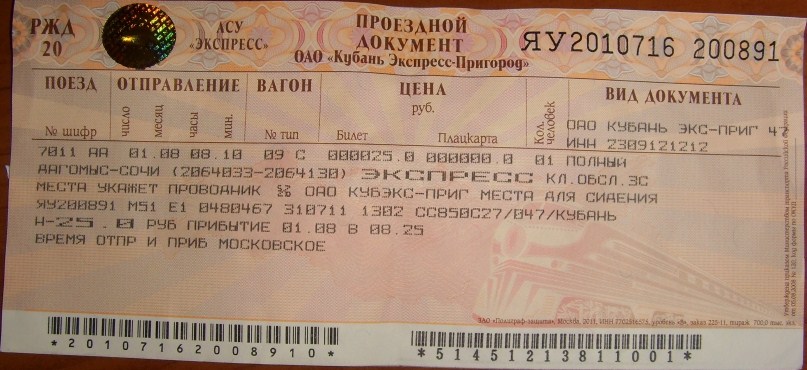 РЖД
20
АСУ
«ЭКСПРЕСС»
ПРОЕЗДНОЙ
ДОКУМЕНТ
ОАО «Кубань Экспресс-Пригород»
ЯУ2010716 200891
ПОЕЗД ОТПРАВЛЕНИЕ ВАГОН ЦЕНА ВИД ДОКУМЕНТА
руб.
№ шифр число месяц часы мин. № тип Билет Плацкарта Кол. человек
ОАО КУБАНЬ ЭКС-ПРИГ 47
ИНН 2309121212
7011 АА 01.08 08.10 09 С 000025.0 000000.0 01 ПОЛНЫЙ
ДАГОМЫС-СОЧИ (2064033-2064130) ЭКСПРЕСС КЛ.ОБСЛ.3С
МЕСТА УКАЖЕТ ПРОВОДНИК ОАО КУБЭКС-ПРИГ МЕСТА ДЛЯ СИДЕНИЯ
ЯУ200891 М51 Е1 0480467 310711 1302 СС850С27/047/КУБАНЬ
Н-25.0 РУБ ПРИБЫТИЕ 01.08 В 08.25
ВРЕМЯ ОТПР И ПРИБ МОСКОВСКОЕ
*20107162008910*
*51451213811001*